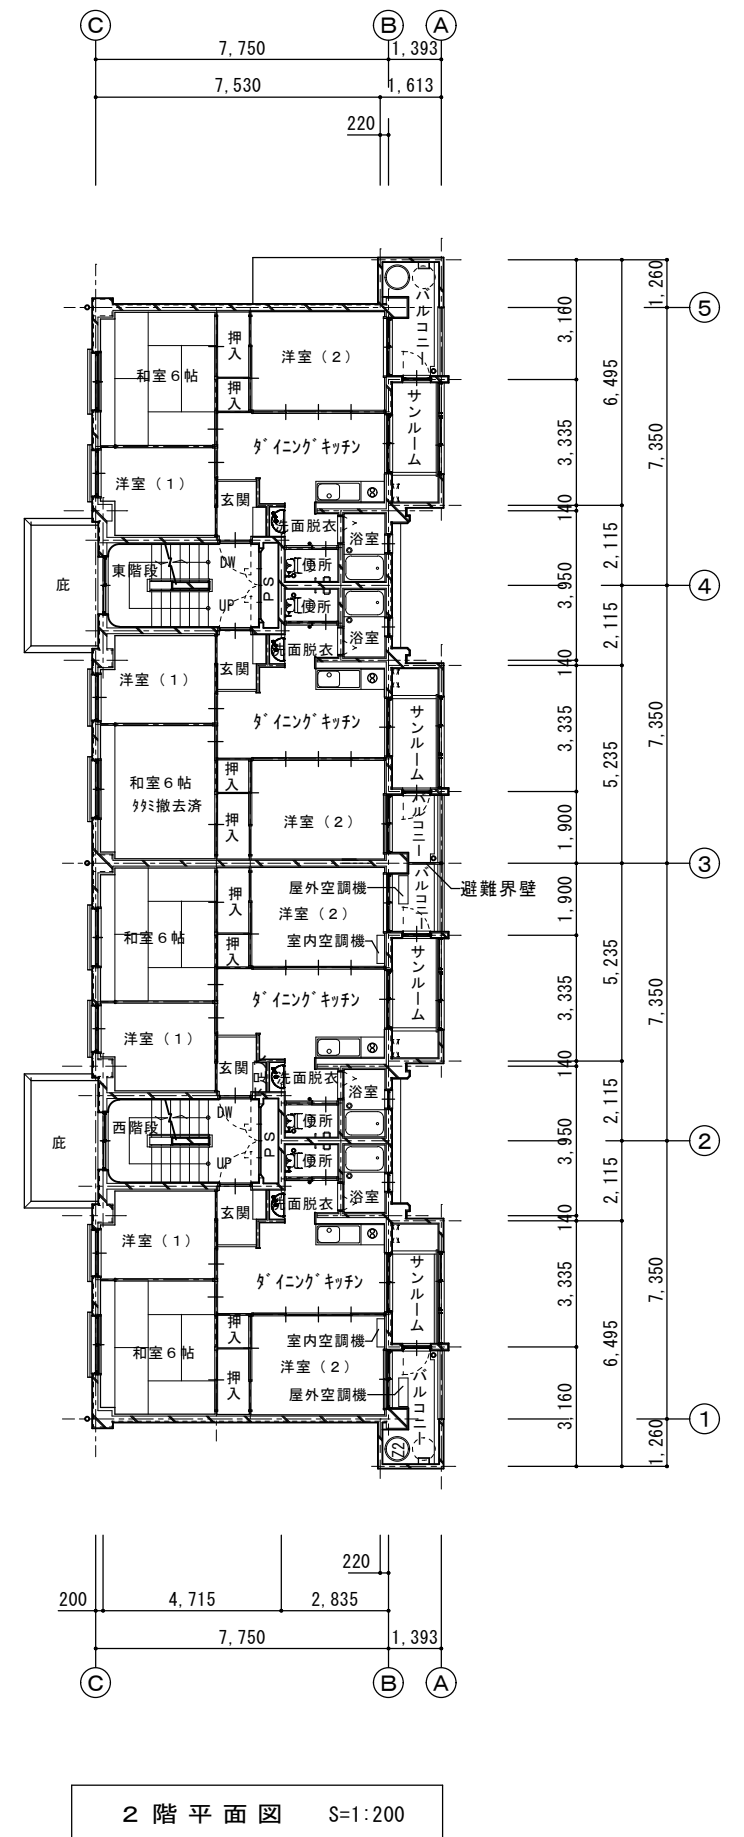 C B A
7,750 1,393
7,530 1,613
220
1,260
5
バルコニー
3,160
押入
洋室(2)
和室6帖
6,495
押入
サンルーム
7,350
3,335
ダイニングキッチン
洋室(1)
玄関
140
洗面脱衣
浴室
2,115
DW
便所
東階段
3,950
4
庇
PS
UP
便所
2,115
洗面脱衣
浴室
玄関
140
洋室(1)
サンルーム
3,335
ダイニングキッチン
7,350
5,235
押入
和室6帖
タタミ撤去済
バルコニー
押入
洋室(2)
1,900
3
屋外空調機
避難界壁
バルコニー
押入
洋室(2)
1,900
和室6帖
室内空調機
押入
サンルーム
5,235
ダイニングキッチン
3,335
7,350
洋室(1)
玄関
140
洗面脱衣
浴室
2,115
DW
西階段
便所
3,950
2
庇
PS
UP
便所
2,115
浴室
洗面脱衣
玄関
140
洋室(1)
サンルーム
ダイニングキッチン
3,335
7,350
押入
室内空調機
6,495
和室6帖
洋室(2)
押入
屋外空調機
バルコニー
3,160
1
Z2
1,260
220
200 4,715 2,835
7,750 1,393
C B A
2階平面図 S=1:200